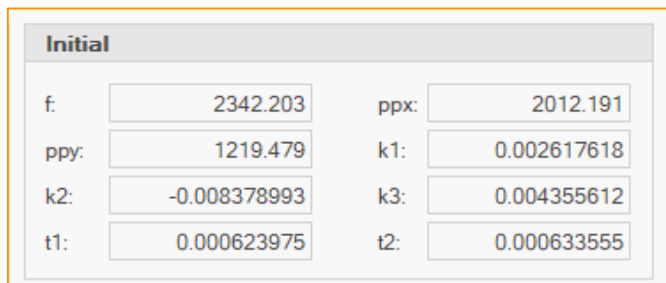 Initial
f: 2342.203 ppx: 2012.191
ppy: 1219.479 k1: 0.002617618
k2: -0.008378993 k3: 0.004355612
t1: 0.000623975 t2: 0.000633555